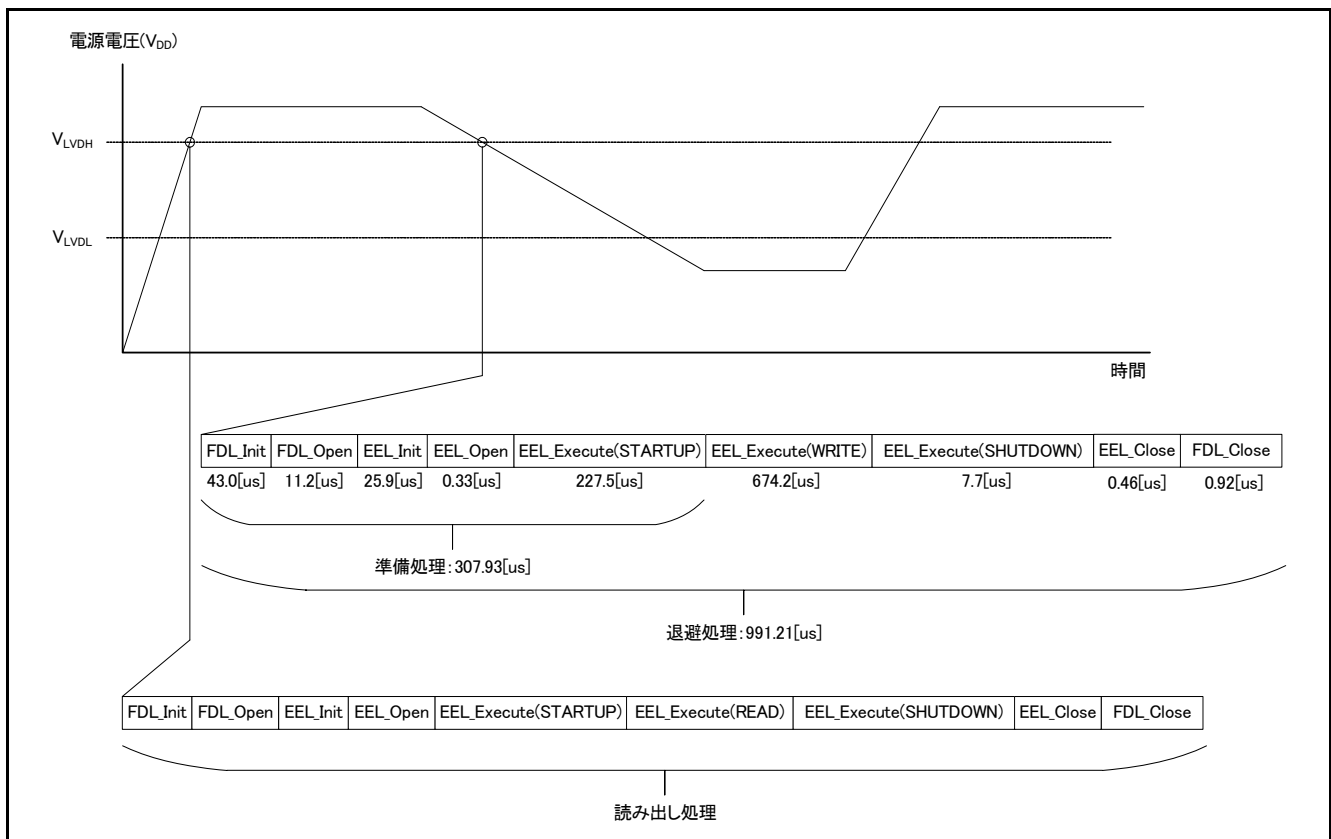 電源電圧(VDD)
VLVDH
VLVDL
時間
FDL_Init FDL_Open EEL_Init EEL_Open EEL_Execute(STARTUP) EEL_Execute(WRITE) EEL_Execute(SHUTDOWN) EEL_Close FDL_Close
43.0[us] 11.2[us] 25.9[us] 0.33[us] 227.5[us] 674.2[us] 7.7[us] 0.46[us] 0.92[us]
準備処理:307.93[us]
退避処理:991.21[us]
FDL_Init FDL_Open EEL_Init EEL_Open EEL_Execute(STARTUP) EEL_Execute(READ) EEL_Execute(SHUTDOWN) EEL_Close FDL_Close
読み出し処理